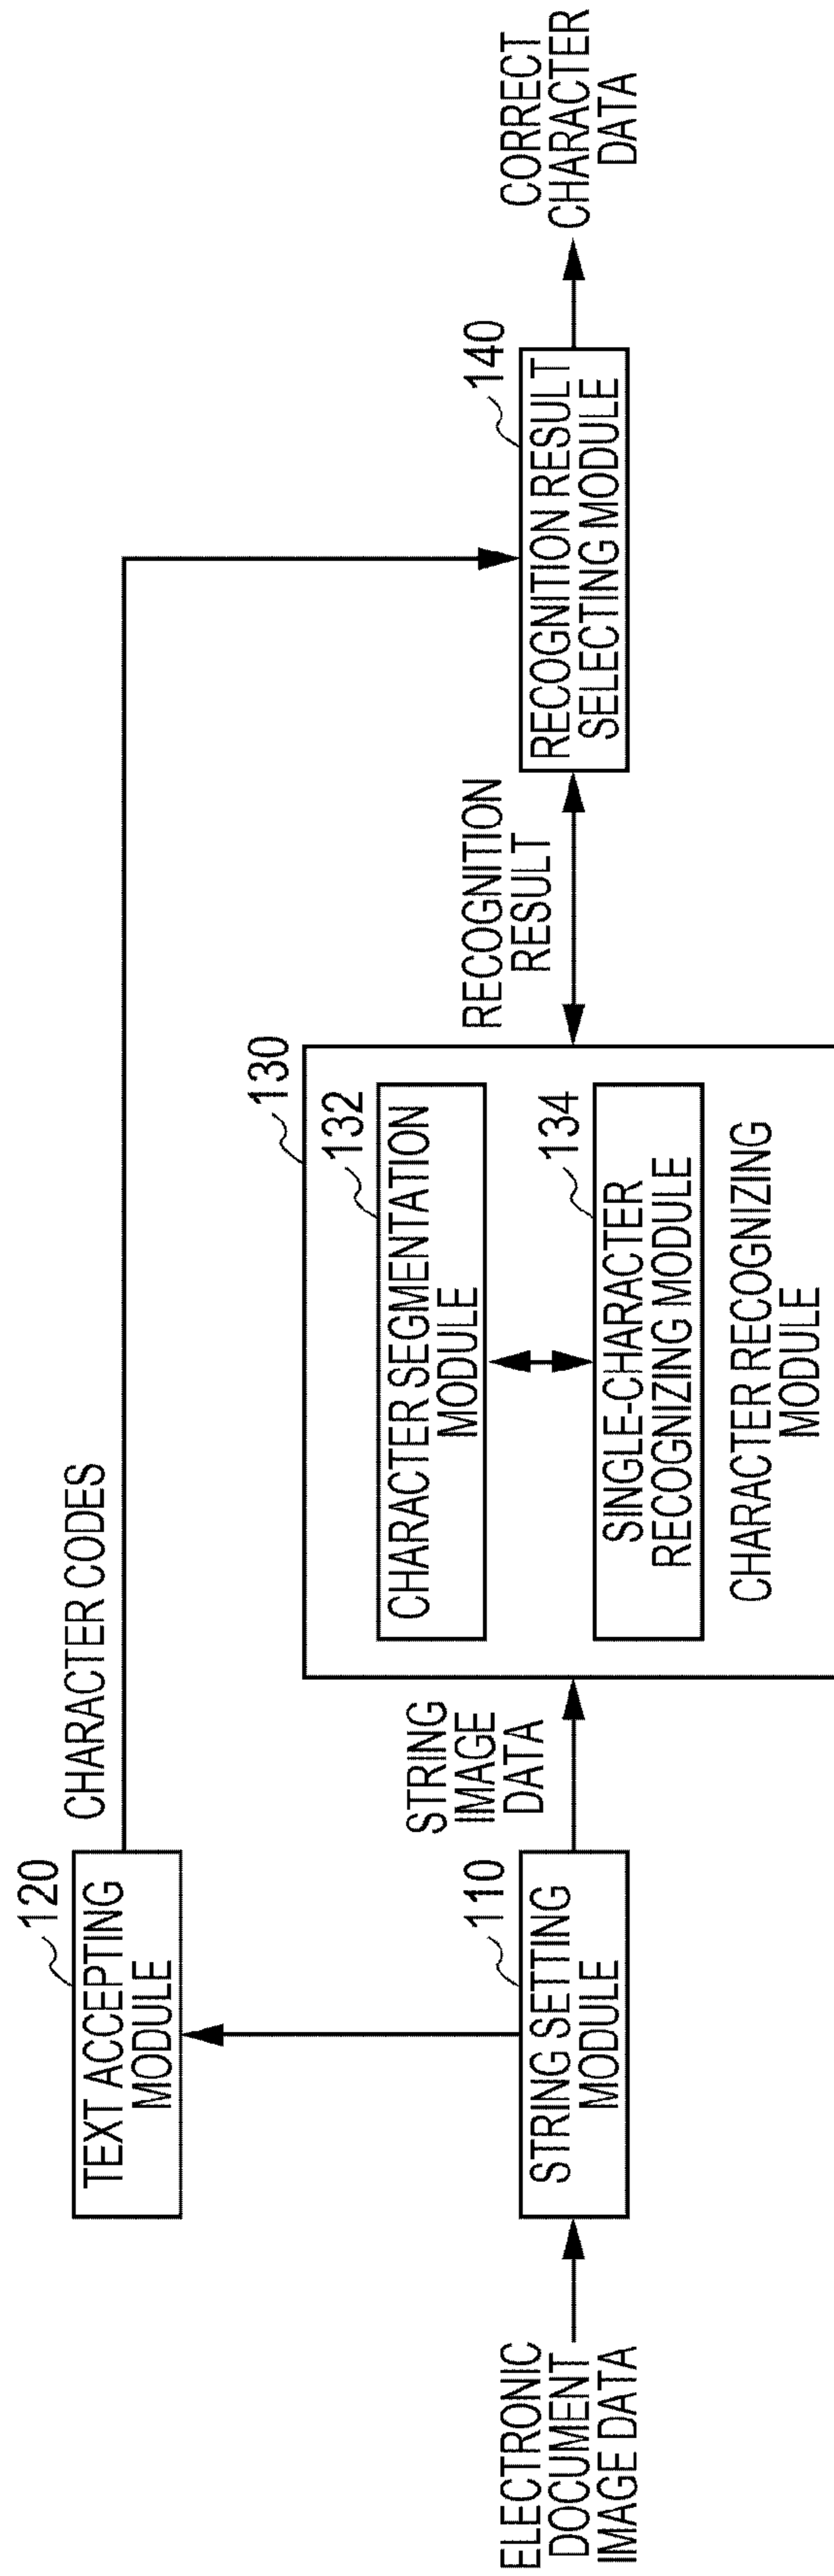 ELECTRONIC
DOCUMENT
IMAGE DATA
110
STRING SETTING
MODULE
120
TEXT ACCEPTING
MODULE
CHARACTER CODES
STRING
IMAGE
DATA
130
132
CHARACTER SEGMENTATION
MODULE
134
SINGLE-CHARACTER
RECOGNIZING MODULE
CHARACTER RECOGNIZING
MODULE
RECOGNITION
RESULT
140
RECOGNITION RESULT
SELECTING MODULE
CORRECT
CHARACTER
DATA